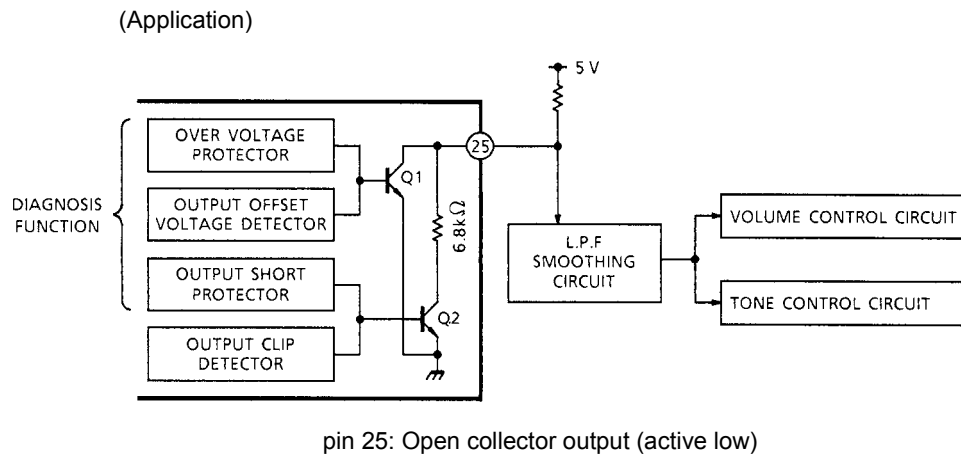 (Application)
5 V
OVER VOLTAGE
PROTECTOR
OUTPUT OFFSET
VOLTAGE DETECTOR
OUTPUT SHORT
PROTECTOR
OUTPUT CLIP
DETECTOR
DIAGNOSIS
FUNCTION
Q1
25
6.8kΩ
Q2
L.P.F
SMOOTHING
CIRCUIT
VOLUME CONTROL CIRCUIT
TONE CONTROL CIRCUIT
pin 25: Open collector output (active low)